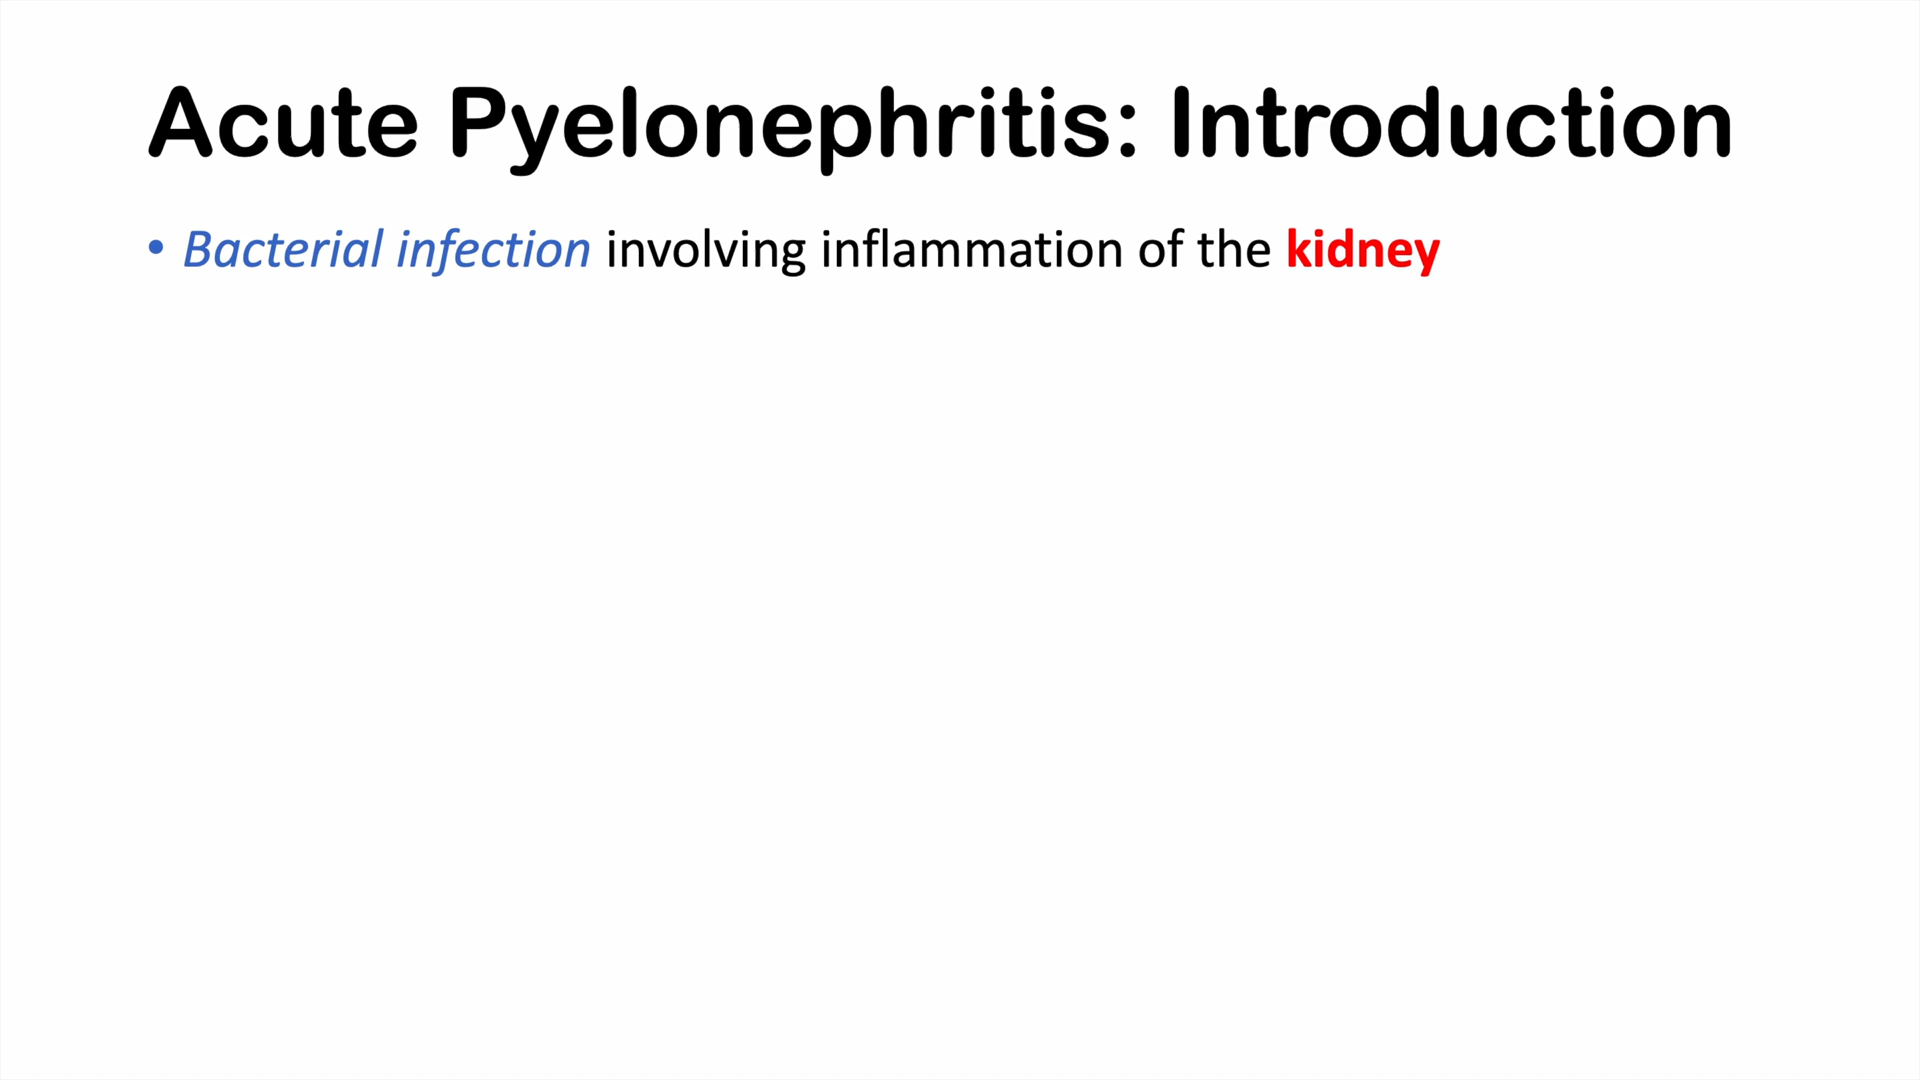 Acute Pyelonephritis: Introduction
• Bacterial infection involving inflammation of the kidney